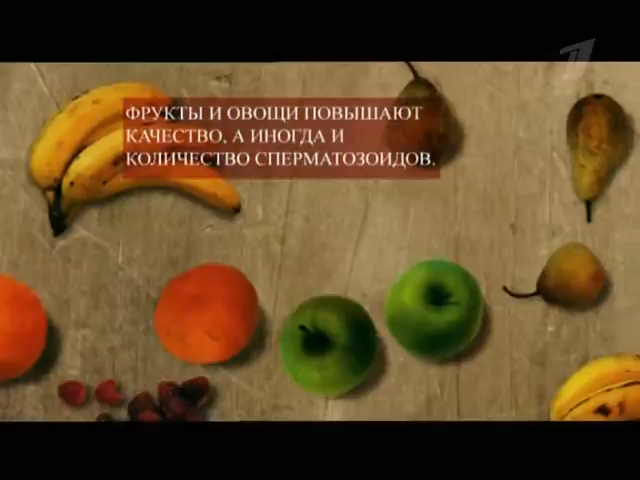 ФРУКТЫ И ОВОЩИ ПОВЫШАЮТ
КАЧЕСТВО, А ИНОГДА И
КОЛИЧЕСТВО СПЕРМАТОЗОИДОВ.